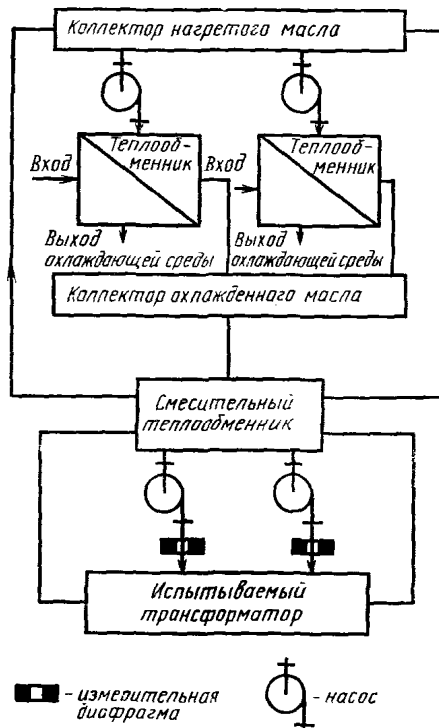 Коллектор нагретого масла
Теплооб-
менник
Вход
Теплооб-
менник
Вход
Выход
охлаждающей среды
Выход
охлаждающей среды
Коллектор охлажденного масла
Смесительный
теплообменник
Испытываемый
трансформатор
- измерительная
диафрагма
- насос